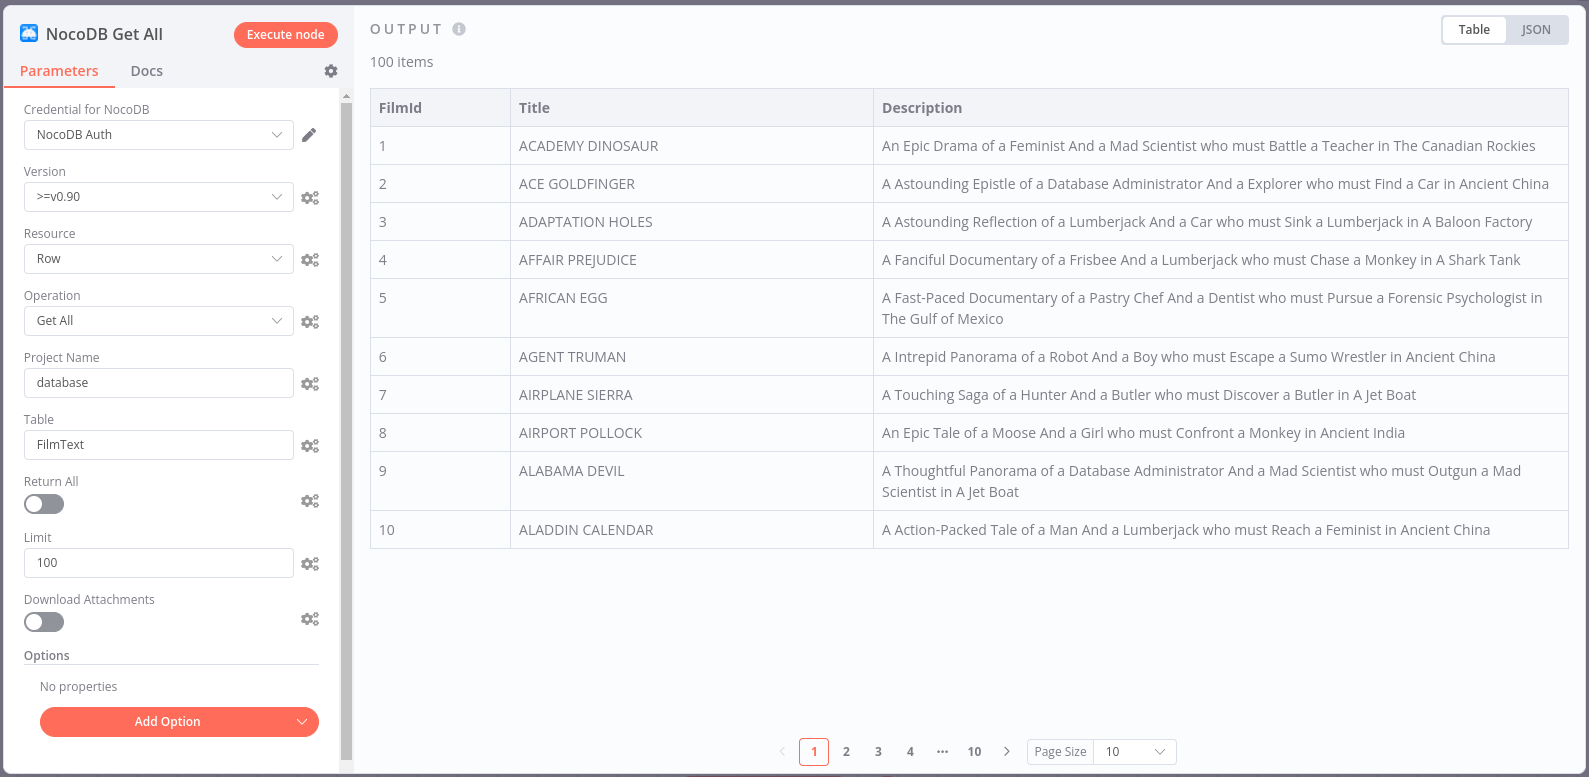 NocoDB Get All
Execute node
Parameters
Docs
Credential for NocoDB
NocoDB Auth
Version
>=v0.90
Resource
Row
Operation
Get All
Project Name
database
Table
FilmText
Return All
Limit
100
Download Attachments
Options
No properties
Add Option
OUTPUT
Table
JSON
100 items
FilmId Title Description
1 ACADEMY DINOSAUR An Epic Drama of a Feminist And a Mad Scientist who must Battle a Teacher in The Canadian Rockies
2 ACE GOLDFINGER A Astounding Epistle of a Database Administrator And a Explorer who must Find a Car in Ancient China
3 ADAPTATION HOLES A Astounding Reflection of a Lumberjack And a Car who must Sink a Lumberjack in A Baloon Factory
4 AFFAIR PREJUDICE A Fanciful Documentary of a Frisbee And a Lumberjack who must Chase a Monkey in A Shark Tank
5 AFRICAN EGG A Fast-Paced Documentary of a Pastry Chef And a Dentist who must Pursue a Forensic Psychologist in
The Gulf of Mexico
6 AGENT TRUMAN A Intrepid Panorama of a Robot And a Boy who must Escape a Sumo Wrestler in Ancient China
7 AIRPLANE SIERRA A Touching Saga of a Hunter And a Butler who must Discover a Butler in A Jet Boat
8 AIRPORT POLLOCK An Epic Tale of a Moose And a Girl who must Confront a Monkey in Ancient India
9 ALABAMA DEVIL A Thoughtful Panorama of a Database Administrator And a Mad Scientist who must Outgun a Mad
Scientist in A Jet Boat
10 ALADDIN CALENDAR A Action-Packed Tale of a Man And a Lumberjack who must Reach a Feminist in Ancient China
1 2 3 4 ••• 10 Page Size 10